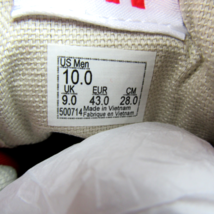 US Men
10.0
UK EUR CM
9.0 43.0 28.0
500714 Made in Vietnam
Fabrique en Vietnam